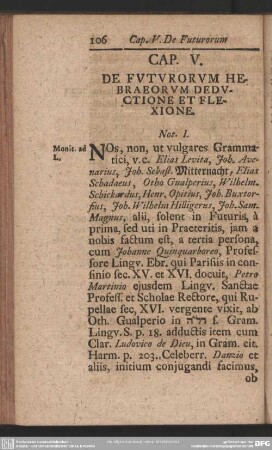 106 Cap. V. De Futurorum
CAP. V.
DE FVTVRORVM HE-
BRAEORVM DEDV-
CTIONE ET FLE-
XIONE.
Not. I.
Monit. ad
I.
NOs, non, ut vulgares Gramma-
tici, v. c. Elias Levita, Joh. Ave-
narius, Joh. Sebast. Mitternacht, Elias
Schadaeus, Otho Gualperius, Wilhelm.
Schickardus, Henr. Opitius, Joh. Buxtor-
fius, Joh. Wilhelm Hilligerus, Joh. Sam.
Magnus, alii, solent in Futuris, à
prima, sed uti in Praeteritis, jam a
nobis factum est, a tertia persona,
cum Johanne Quinquarboreo, Profes-
sore Lingv. Ebr. qui Parisiis in con-
finio sec. XV. et XVI. docuit, Petro
Martinio ejusdem Lingv. Sanctae
Profess. et Scholae Rectore, qui Ru-
pellae sec. XVI. vergente vixit, ab
Oth. Gualperio in s. Gram.
Lingv. S. p. 18. adductis item cum
Clar. Ludovico de Dieu, in Gram. cit.
Harm. p. 203. Celeberr. Danzio et
aliis, initium conjugandi facimus,
ob